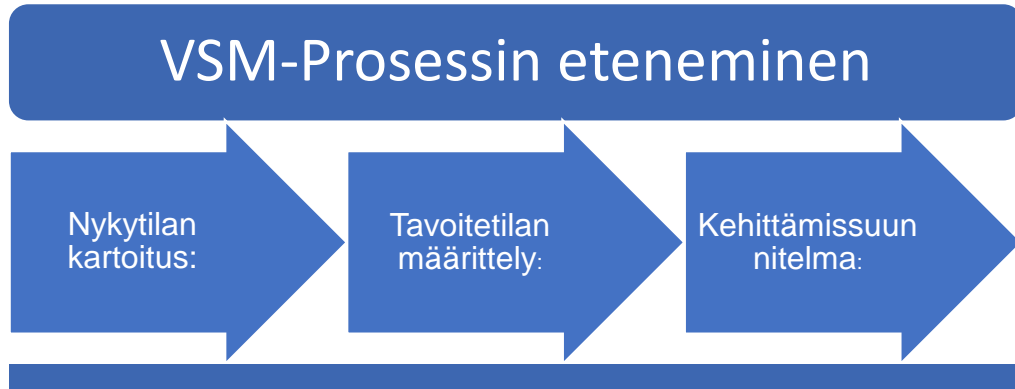 VSM-Prosessin eteneminen
Nykytilan
kartoitus:
Tavoitetilan
määrittely:
Kehittämissuun
nitelma: